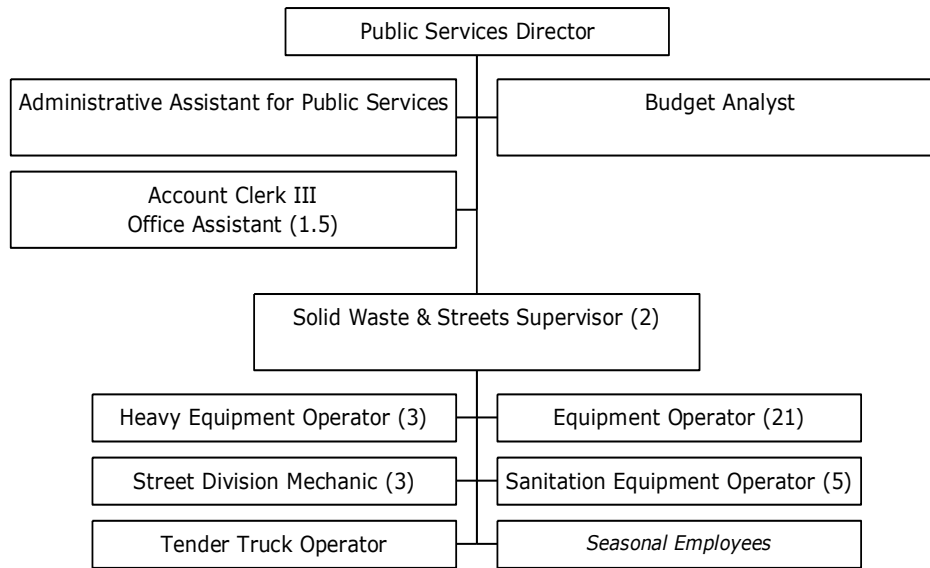 Public Services Director
Administrative Assistant for Public Services
Budget Analyst
Account Clerk III
Office Assistant (1.5)
Solid Waste & Streets Supervisor (2)
Heavy Equipment Operator (3)
Equipment Operator (21)
Street Division Mechanic (3)
Sanitation Equipment Operator (5)
Tender Truck Operator
Seasonal Employees